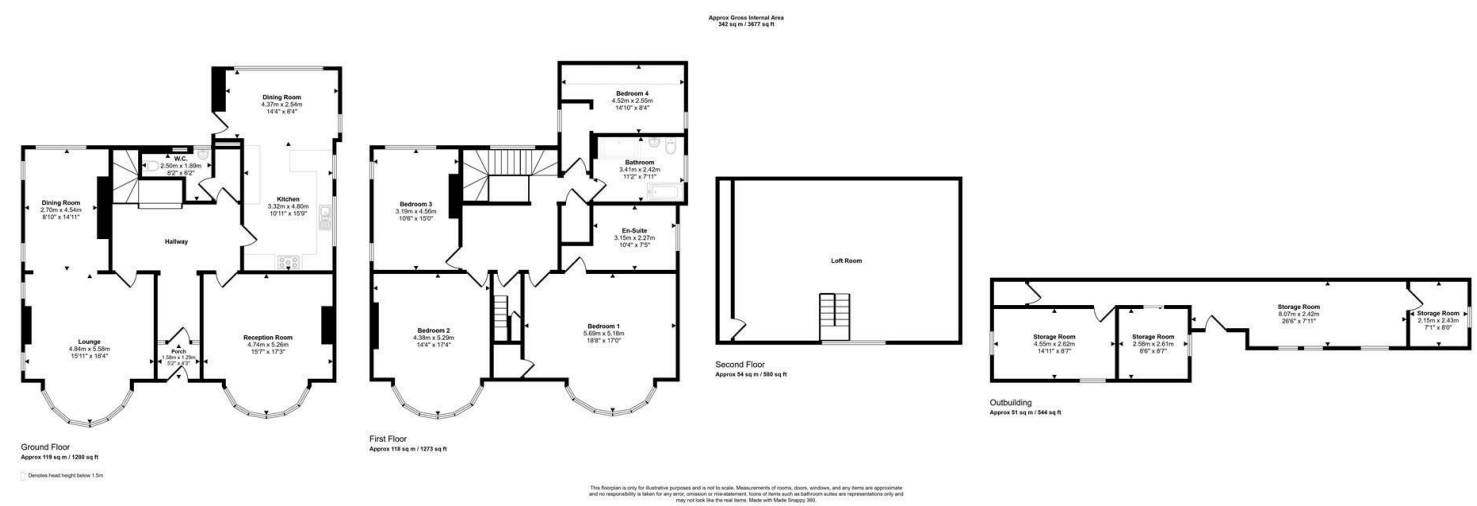 Approx Gross Internal Area
342 sq m / 3677 sq ft
Dining Room
4.37m x 2.54m
14'4" x 8'4"
W.C.
2.50m x 1.89m
8'2" x 6'2"
Dining Room
2.70m x 4.54m
8'10" x 14'11"
Kitchen
3.32m x 4.80m
10'11" x 15'9"
Hallway
Lounge
4.84m x 5.58m
15'11" x 18'4"
Porch
1.58m x 1.29m
5'2" x 4'3"
Reception Room
4.74m x 5.26m
15'7" x 17'3"
Ground Floor
Approx 119 sq m / 1280 sq ft
Denotes head height below 1.5m
Bedroom 4
4.52m x 2.55m
14'10" x 8'4"
Bathroom
3.41m x 2.42m
11'2" x 7'11"
Bedroom 3
3.19m x 4.56m
10'6" x 15'0"
En-Suite
3.15m x 2.27m
10'4" x 7'5"
Bedroom 2
4.38m x 5.29m
14'4" x 17'4"
Bedroom 1
5.69m x 5.18m
18'8" x 17'0"
First Floor
Approx 118 sq m / 1273 sq ft
Loft Room
Second Floor
Approx 54 sq m / 580 sq ft
Storage Room
8.07m x 2.42m
26'6" x 7'11"
Storage Room
2.15m x 2.43m
7'1" x 8'0"
Storage Room
4.55m x 2.62m
14'11" x 8'7"
Storage Room
2.58m x 2.61m
8'6" x 8'7"
Outbuilding
Approx 51 sq m / 544 sq ft
This floorplan is only for illustrative purposes and is not to scale. Measurements of rooms, doors, windows, and any items are approximate
and no responsibility is taken for any error, omission or mis-statement. Icons of items such as bathroom suites are representations only and
may not look like the real items. Made with Made Snappy 360.